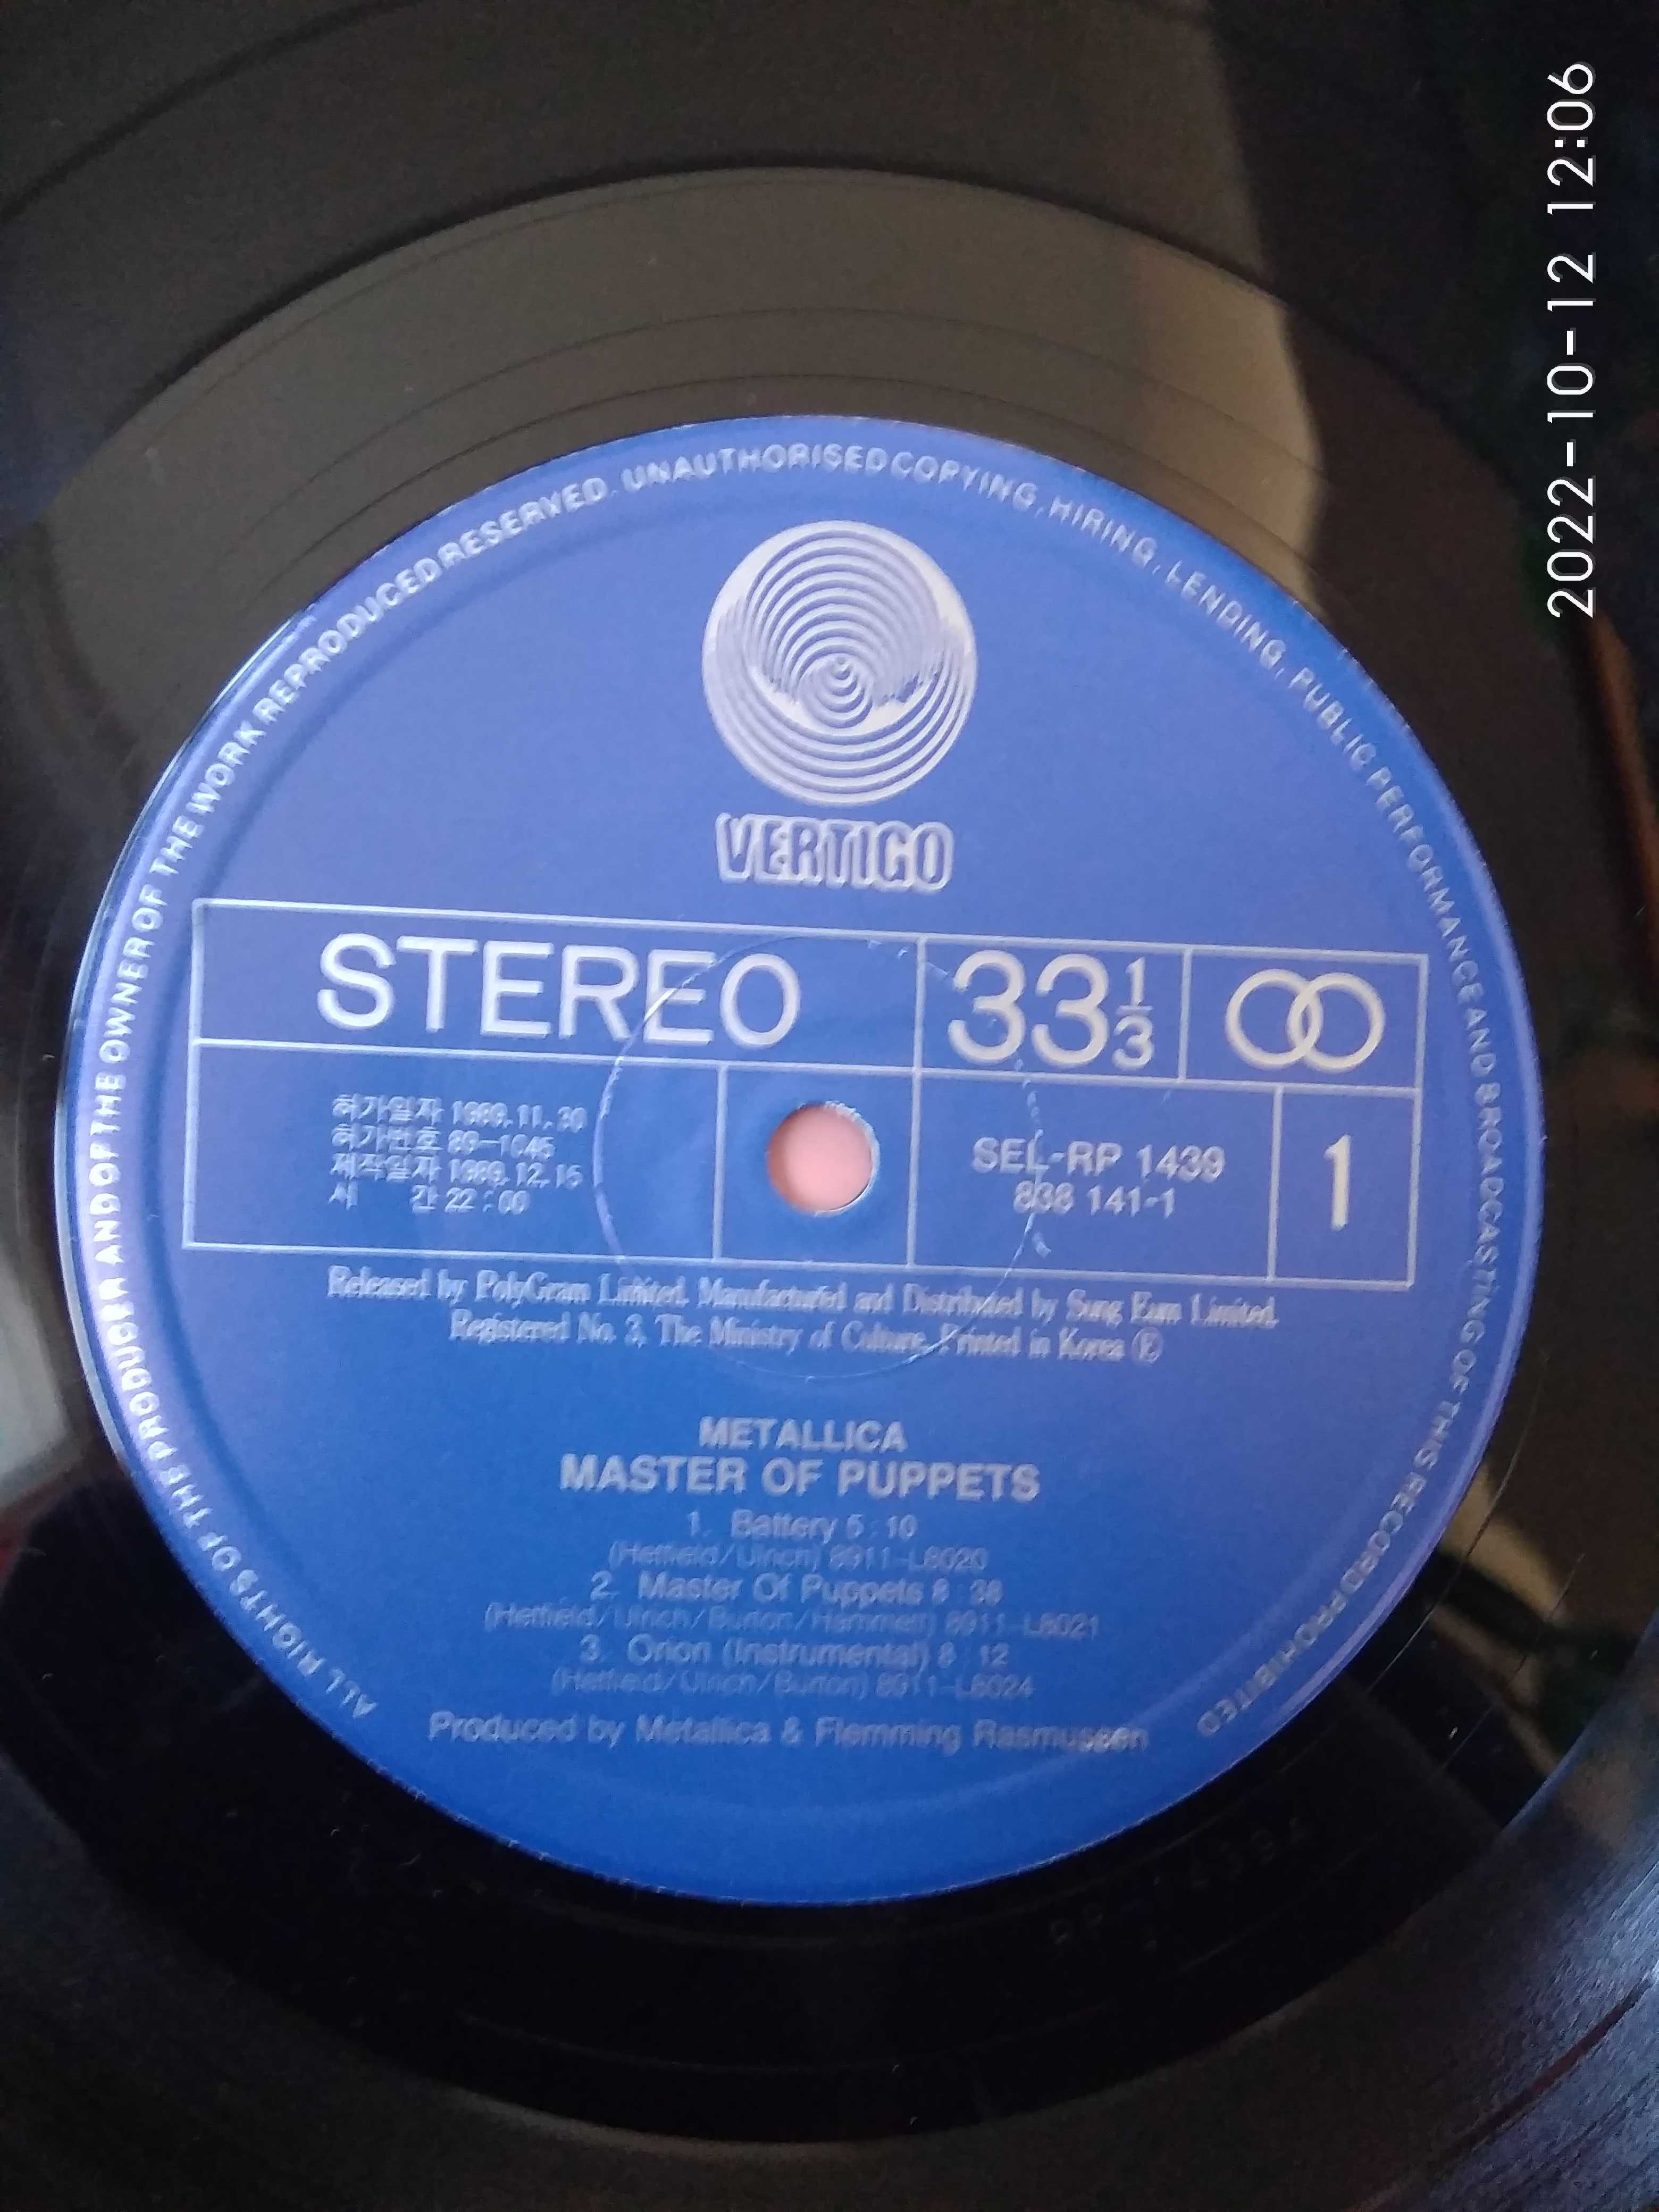 2022-10-12 12:06
ALL RIGHTS OF THE PRODUCER AND OF THE OWNER OF THE WORK REPRODUCED RESERVED. UNAUTHORISED COPYING, HIRING, LENDING, PUBLIC PERFORMANCE AND BROADCASTING OF THIS RECORD PROHIBITED
VERTIGO
STEREO
33 1/3
허가일자 1989.11.30
허가번호 89-1045
제작일자 1989.12.15
시 간 22:00
SEL-RP 1439
838 141-1
1
Released by PolyGram Limited. Manufactured and Distributed by Sung Eum Limited.
Registered No. 3, The Ministry of Culture. Printed in Korea Ⓔ
METALLICA
MASTER OF PUPPETS
1. Battery 5:10
(Hetfield/Ulrich) 8911-L8020
2. Master Of Puppets 8:38
(Hetfield/Ulrich/Burton/Hammett) 8911-L8021
3. Orion (Instrumental) 8:12
(Hetfield/Ulrich/Burton) 8911-L8024
Produced by Metallica & Flemming Rasmussen